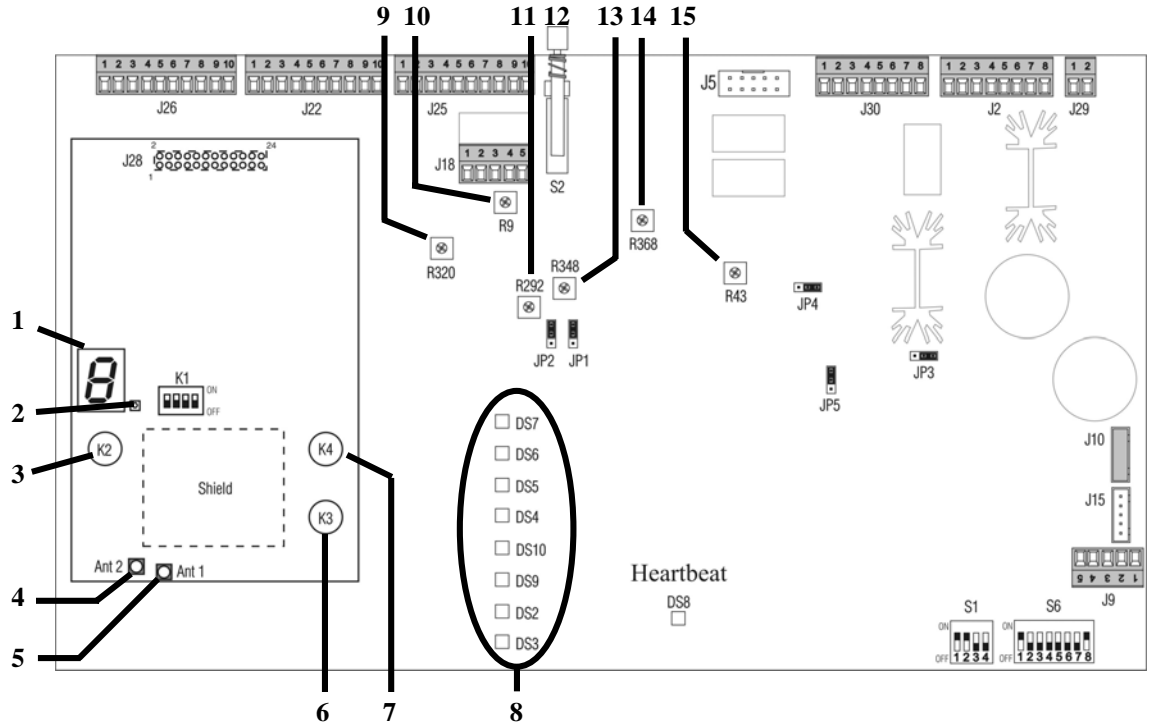 9 10 11 12 13 14 15
1 2 3 4 5 6 7 8 9 10
J26
1 2 3 4 5 6 7 8 9 10
J22
1 2 3 4 5 6 7 8 9 10
J25
J5
1 2 3 4 5 6 7 8
J30
1 2 3 4 5 6 7 8
J2
1 2
J29
2 24
J28
1
J18
1 2 3 4 5
S2
R9
R320
R368
R348
R292
R43
JP4
JP2
JP1
JP3
JP5
1
8
2
K1
ON
OFF
3
K2
K4
Shield
K3
4
Ant 2
Ant 1
5
6
7
DS7
DS6
DS5
DS4
DS10
DS9
DS2
DS3
8
Heartbeat
DS8
J10
J15
5 4 3 2 1
J9
S1
ON
OFF
1 2 3 4
S6
ON
OFF
1 2 3 4 5 6 7 8